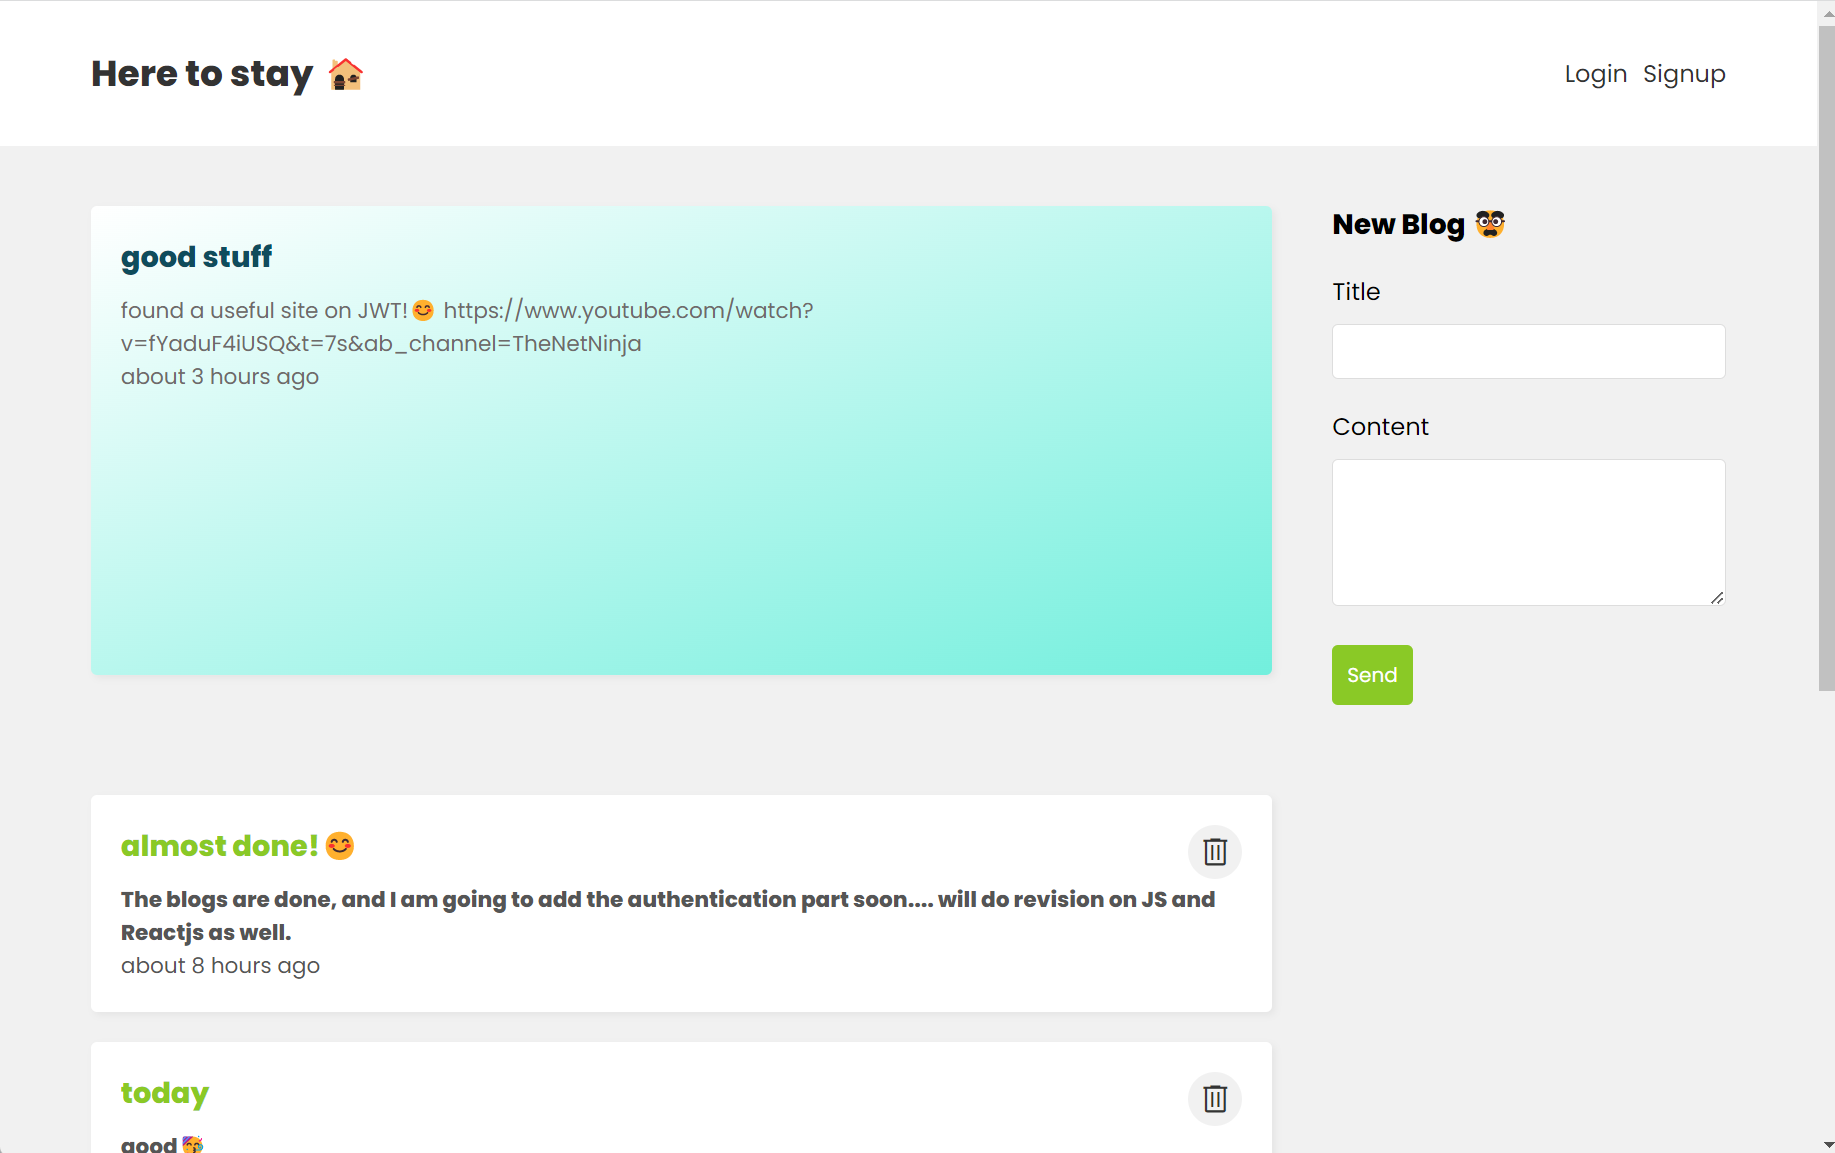 Here to stay 🏠
Login Signup
good stuff
found a useful site on JWT!😊 https://www.youtube.com/watch?
v=fYaduF4iUSQ&t=7s&ab_channel=TheNetNinja
about 3 hours ago
New Blog 🥸
Title
Content
Send
almost done!😊
The blogs are done, and I am going to add the authentication part soon.... will do revision on JS and
Reactjs as well.
about 8 hours ago
today
good 🥳